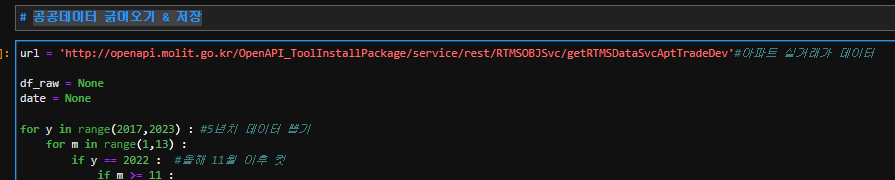 # 공공데이터 긁어오기 & 저장
]: url = 'http://openapi.molit.go.kr/OpenAPI_ToolInstallPackage/service/rest/RTMSOBJSvc/getRTMSDataSvcAptTradeDev'#아파트 실거래가 데이터
df_raw = None
date = None
for y in range(2017,2023) : #5년치 데이터 뽑기
for m in range(1,13) :
if y == 2022 : #올해 11월 이후 컷
if m >= 11 :